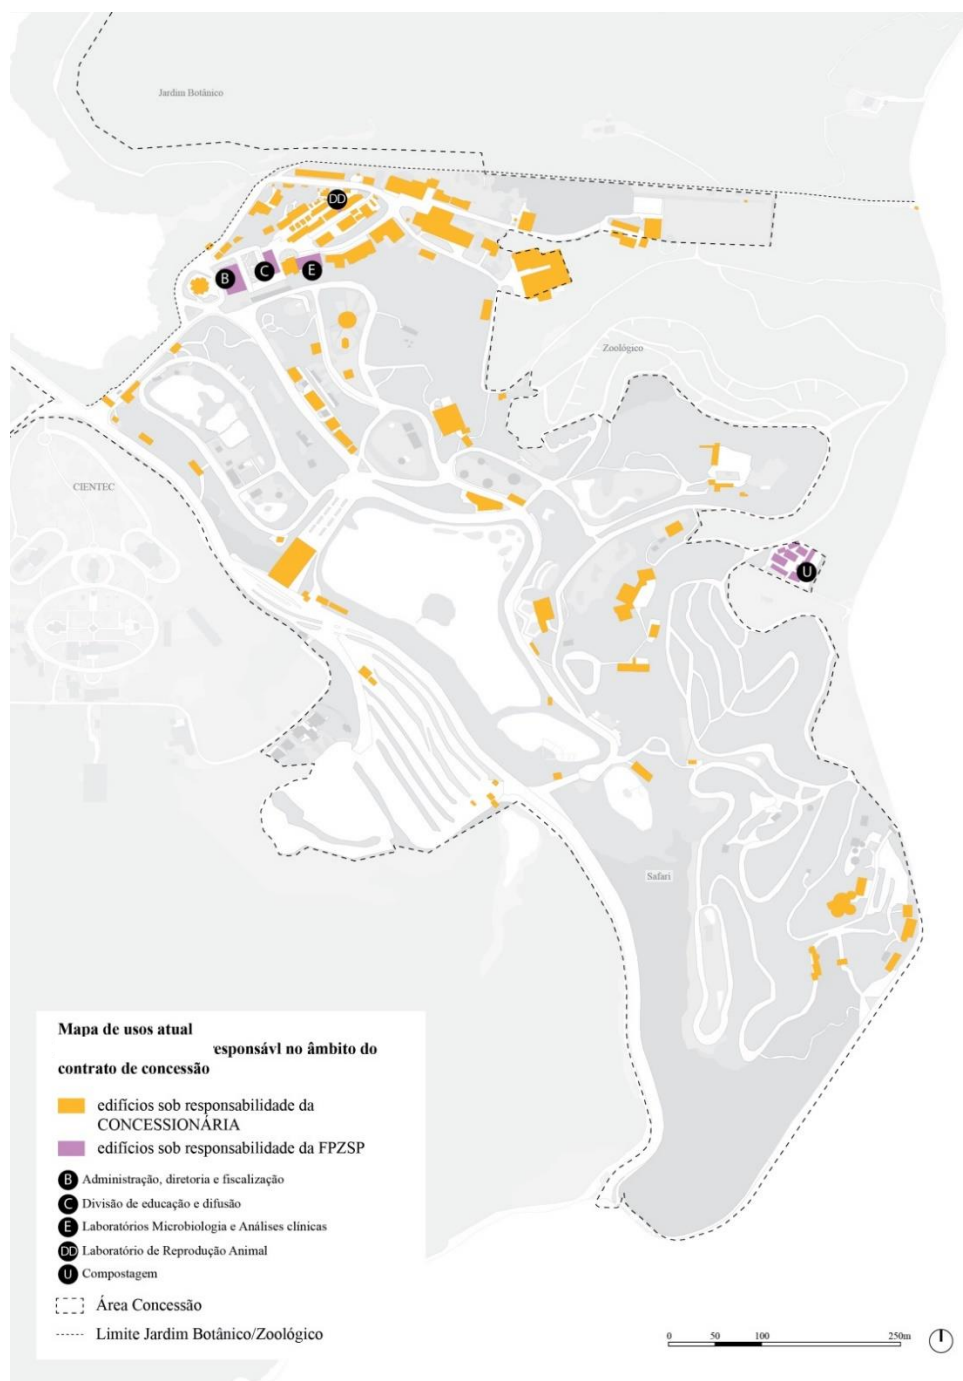 Jardim Botânico
DD
B
C
E
Zoológico
CIENTEC
U
Safari
Mapa de usos atual
responsávl no âmbito do
contrato de concessão
edifícios sob responsabilidade da
CONCESSIONÁRIA
edifícios sob responsabilidade da FPZSP
B Administração, diretoria e fiscalização
C Divisão de educação e difusão
E Laboratórios Microbiologia e Análises clínicas
DD Laboratório de Reprodução Animal
U Compostagem
Área Concessão
Limite Jardim Botânico/Zoológico
0 50 100 250m